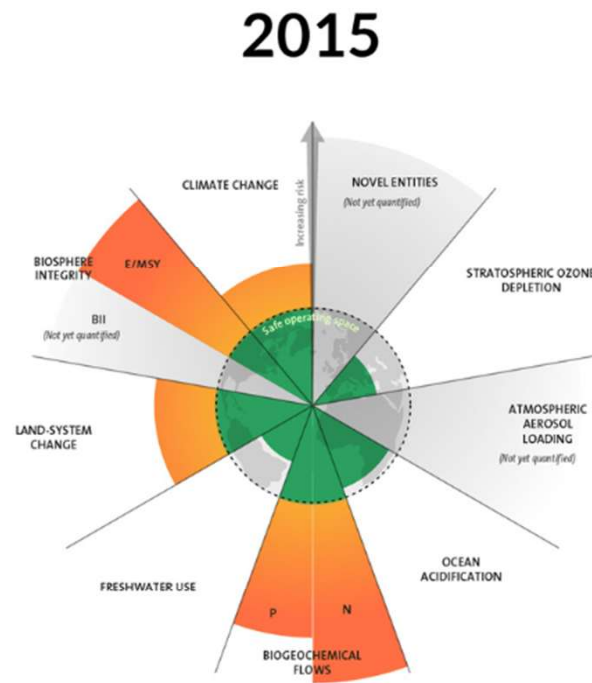 2015
CLIMATE CHANGE
Increasing risk
NOVEL ENTITIES
(Not yet quantified)
STRATOSPHERIC OZONE
DEPLETION
ATMOSPHERIC
AEROSOL
LOADING
(Not yet quantified)
OCEAN
ACIDIFICATION
N
P
BIOGEOCHEMICAL
FLOWS
FRESHWATER USE
LAND-SYSTEM
CHANGE
BII
(Not yet quantified)
BIOSPHERE
INTEGRITY
E/MSY
Safe operating space